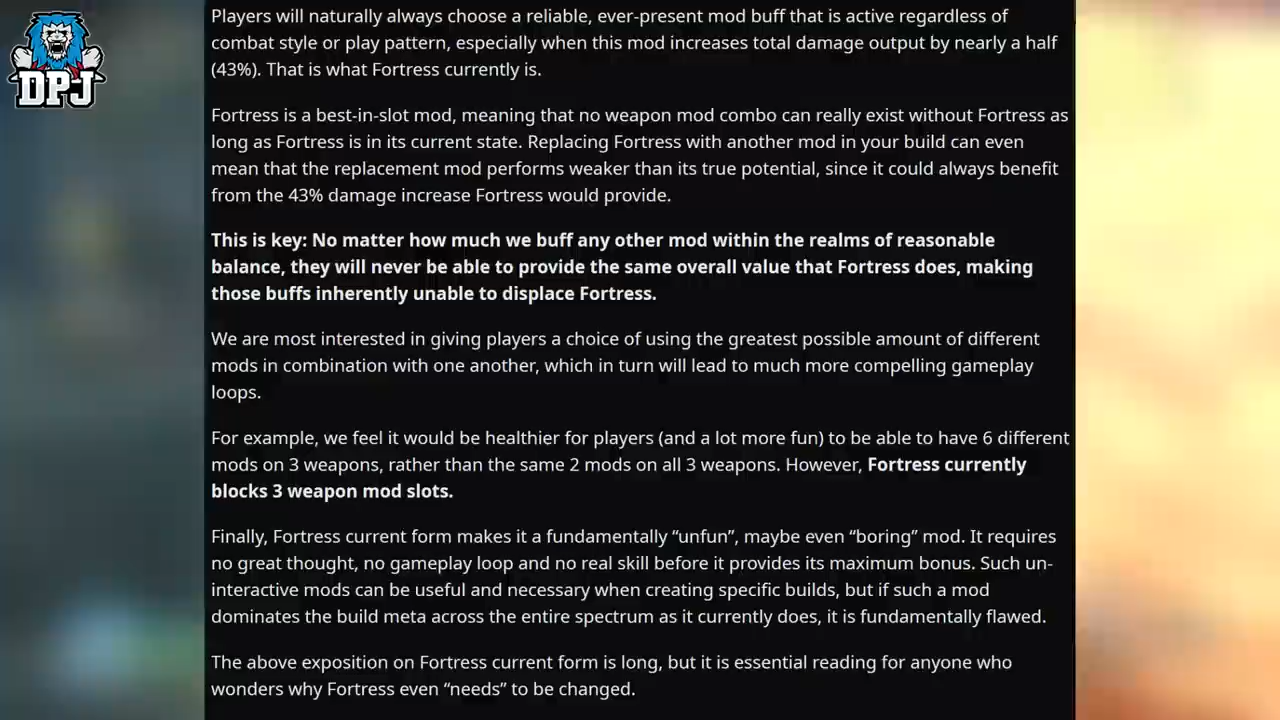 DPJ
Players will naturally always choose a reliable, ever-present mod buff that is active regardless of
combat style or play pattern, especially when this mod increases total damage output by nearly a half
(43%). That is what Fortress currently is.
Fortress is a best-in-slot mod, meaning that no weapon mod combo can really exist without Fortress as
long as Fortress is in its current state. Replacing Fortress with another mod in your build can even
mean that the replacement mod performs weaker than its true potential, since it could always benefit
from the 43% damage increase Fortress would provide.
This is key: No matter how much we buff any other mod within the realms of reasonable
balance, they will never be able to provide the same overall value that Fortress does, making
those buffs inherently unable to displace Fortress.
We are most interested in giving players a choice of using the greatest possible amount of different
mods in combination with one another, which in turn will lead to much more compelling gameplay
loops.
For example, we feel it would be healthier for players (and a lot more fun) to be able to have 6 different
mods on 3 weapons, rather than the same 2 mods on all 3 weapons. However, Fortress currently
blocks 3 weapon mod slots.
Finally, Fortress current form makes it a fundamentally “unfun”, maybe even “boring” mod. It requires
no great thought, no gameplay loop and no real skill before it provides its maximum bonus. Such un-
interactive mods can be useful and necessary when creating specific builds, but if such a mod
dominates the build meta across the entire spectrum as it currently does, it is fundamentally flawed.
The above exposition on Fortress current form is long, but it is essential reading for anyone who
wonders why Fortress even “needs” to be changed.